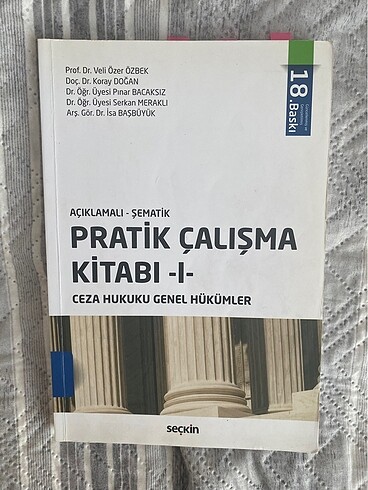 Prof. Dr. Veli Özer ÖZBEK
Doç. Dr. Koray DOĞAN
Dr. Öğr. Üyesi Pınar BACAKSIZ
Dr. Öğr. Üyesi Serkan MERAKLI
Arş. Gör. Dr. İsa BAŞBÜYÜK
18.Baskı
AÇIKLAMALI - ŞEMATİK
PRATİK ÇALIŞMA
KİTABI -I-
CEZA HUKUKU GENEL HÜKÜMLER
seçkin